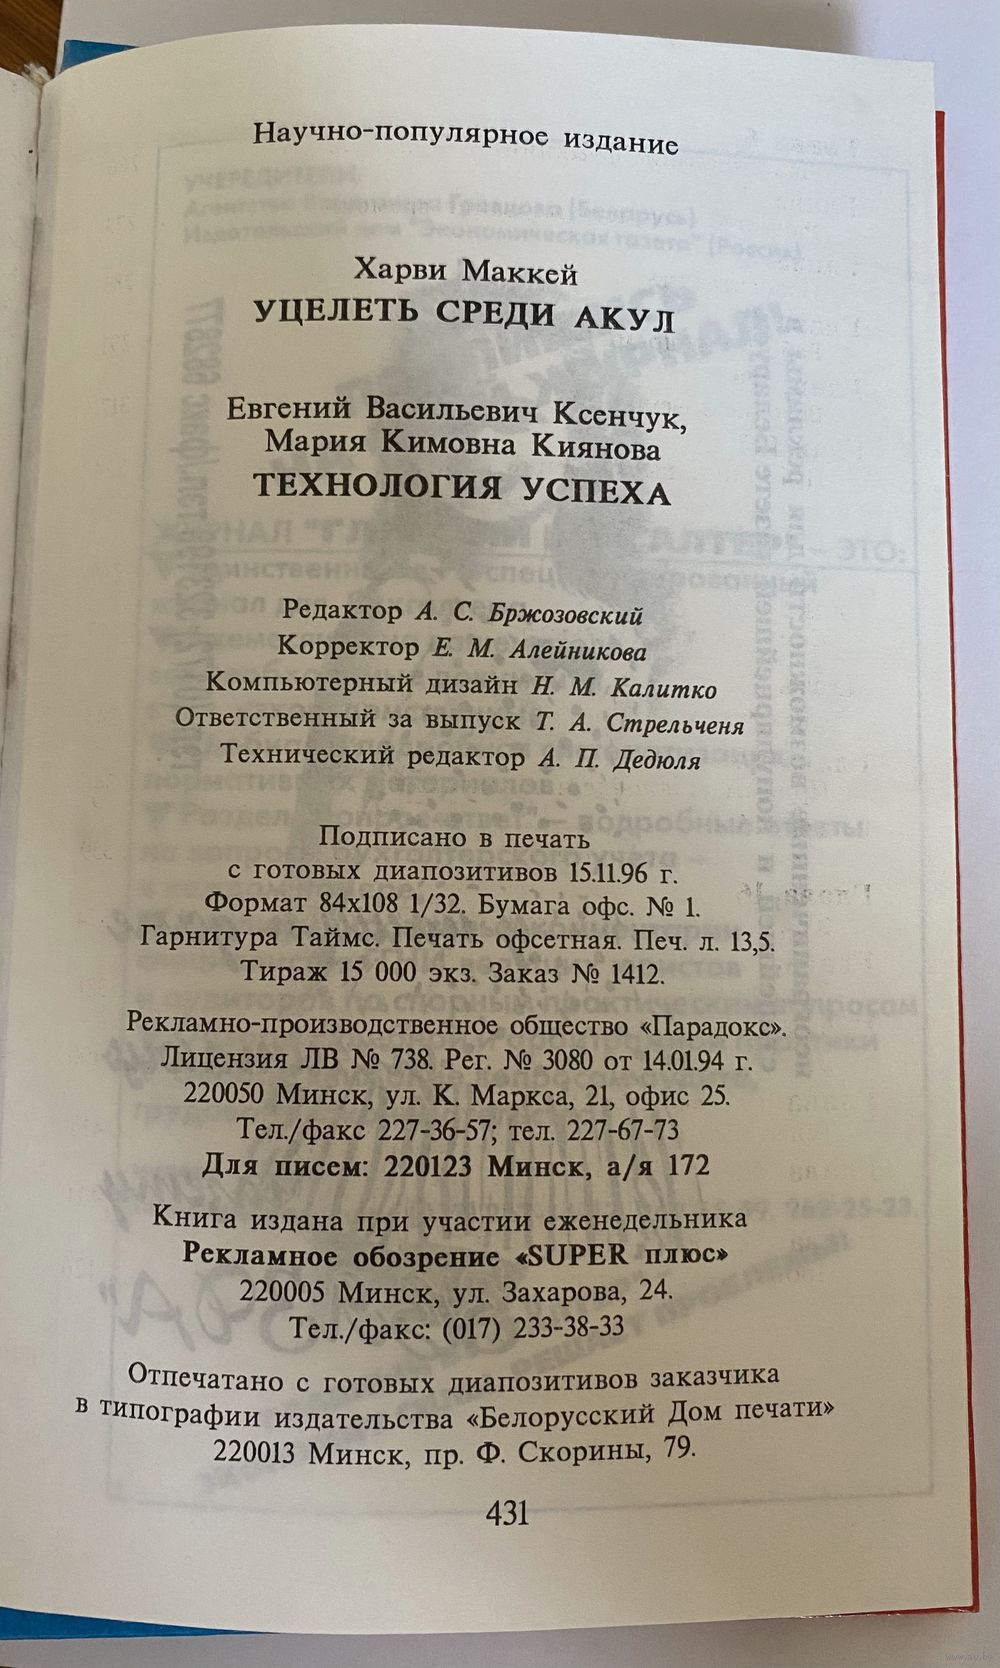 Научно-популярное издание
Харви Маккей
УЦЕЛЕТЬ СРЕДИ АКУЛ
Евгений Васильевич Ксенчук,
Мария Кимовна Киянова
ТЕХНОЛОГИЯ УСПЕХА
Редактор А. С. Бржозовский
Корректор Е. М. Алейникова
Компьютерный дизайн Н. М. Калитко
Ответственный за выпуск Т. А. Стрельченя
Технический редактор А. П. Дедюля
Подписано в печать
с готовых диапозитивов 15.11.96 г.
Формат 84х108 1/32. Бумага офс. № 1.
Гарнитура Таймс. Печать офсетная. Печ. л. 13,5.
Тираж 15 000 экз. Заказ № 1412.
Рекламно-производственное общество «Парадокс».
Лицензия ЛВ № 738. Рег. № 3080 от 14.01.94 г.
220050 Минск, ул. К. Маркса, 21, офис 25.
Тел./факс 227-36-57; тел. 227-67-73
Для писем: 220123 Минск, а/я 172
Книга издана при участии еженедельника
Рекламное обозрение «SUPER плюс»
220005 Минск, ул. Захарова, 24.
Тел./факс: (017) 233-38-33
Отпечатано с готовых диапозитивов заказчика
в типографии издательства «Белорусский Дом печати»
220013 Минск, пр. Ф. Скорины, 79.
431